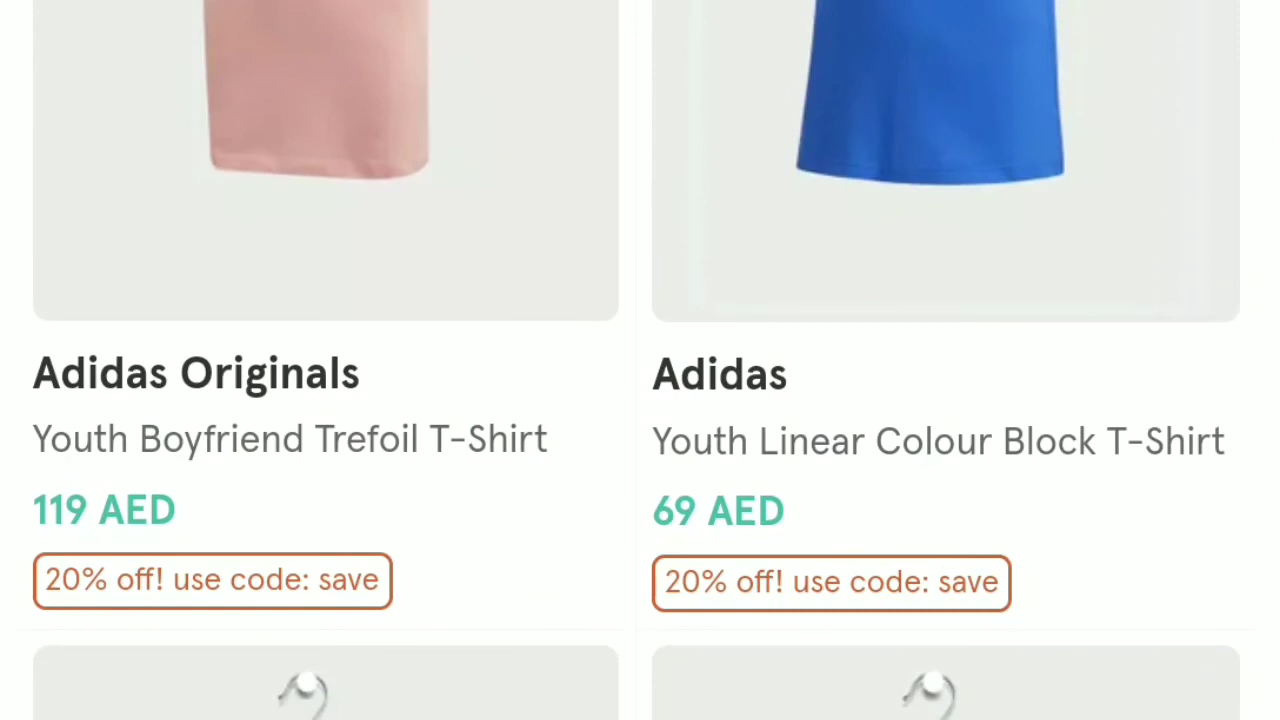 Adidas Originals
Youth Boyfriend Trefoil T-Shirt
119 AED
20% off! use code: save
Adidas
Youth Linear Colour Block T-Shirt
69 AED
20% off! use code: save